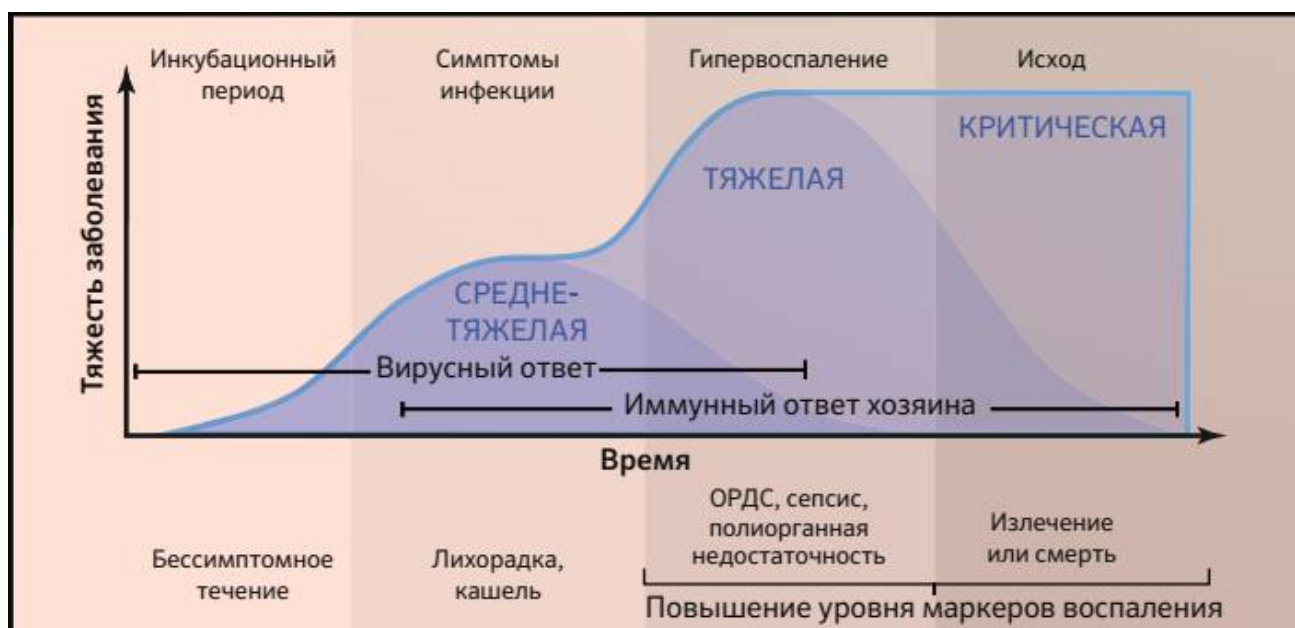 Инкубационный
период
Симптомы
инфекции
Гипервоспаление
Исход
Тяжесть заболевания
КРИТИЧЕСКАЯ
ТЯЖЕЛАЯ
СРЕДНЕ-
ТЯЖЕЛАЯ
Вирусный ответ
Иммунный ответ хозяина
Время
Бессимптомное
течение
Лихорадка,
кашель
ОРДС, сепсис,
полиорганная
недостаточность
Излечение
или смерть
Повышение уровня маркеров воспаления